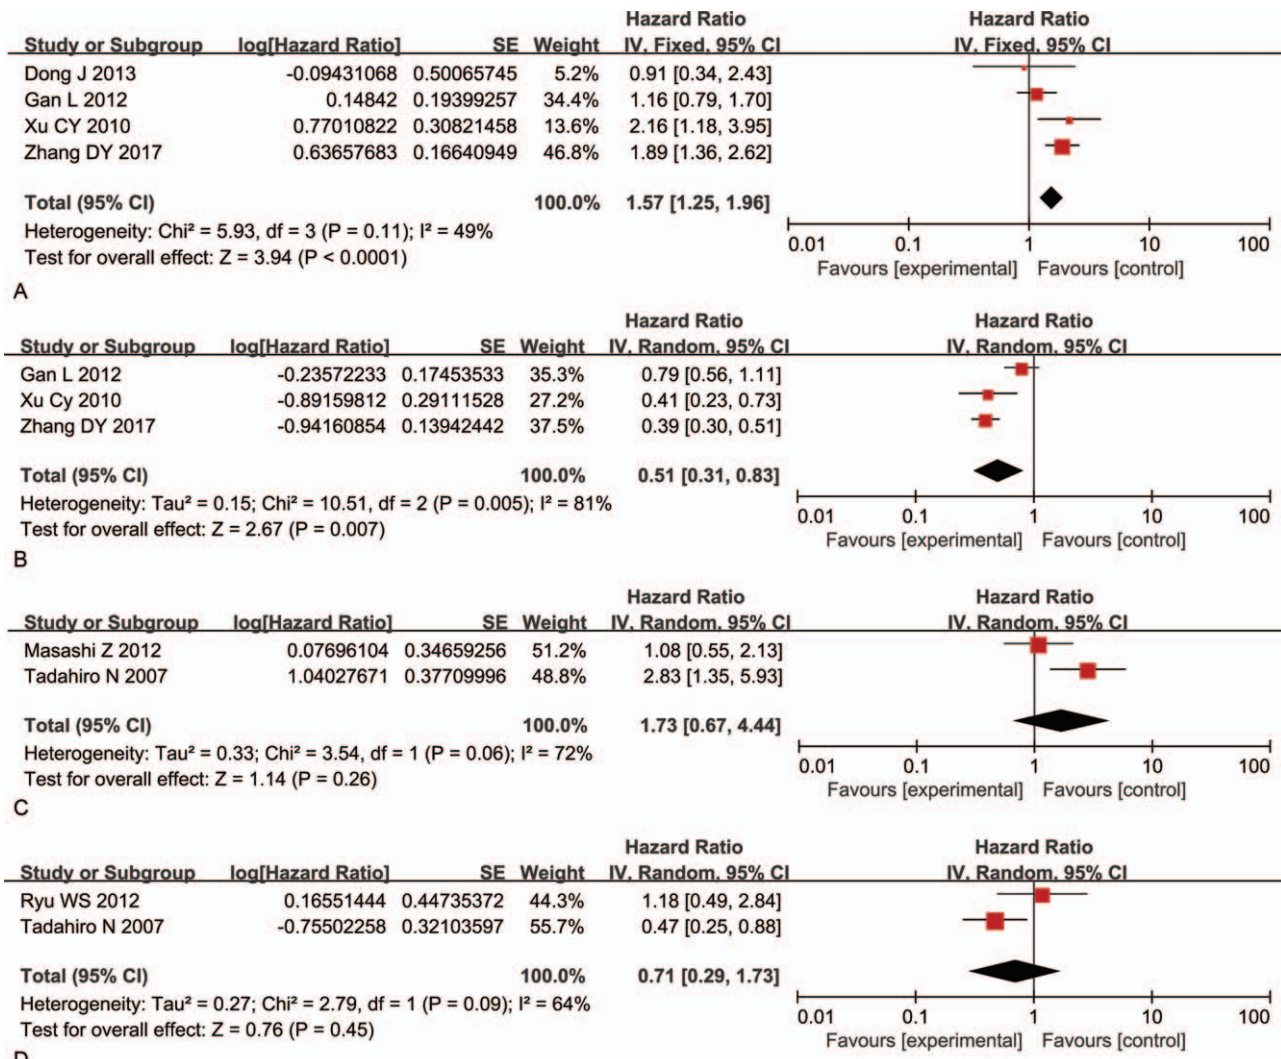 Hazard Ratio Hazard Ratio
Study or Subgroup log[Hazard Ratio] SE Weight IV, Fixed, 95% CI IV, Fixed, 95% CI
Dong J 2013 -0.09431068 0.50065745 5.2% 0.91 [0.34, 2.43]
Gan L 2012 0.14842 0.19399257 34.4% 1.16 [0.79, 1.70]
Xu CY 2010 0.77010822 0.30821458 13.6% 2.16 [1.18, 3.95]
Zhang DY 2017 0.63657683 0.16640949 46.8% 1.89 [1.36, 2.62]
Total (95% CI) 100.0% 1.57 [1.25, 1.96]
Heterogeneity: Chi² = 5.93, df = 3 (P = 0.11); I² = 49%
Test for overall effect: Z = 3.94 (P < 0.0001)
0.01 0.1 1 10 100
Favours [experimental] Favours [control]
A
Hazard Ratio Hazard Ratio
Study or Subgroup log[Hazard Ratio] SE Weight IV, Random, 95% CI IV, Random, 95% CI
Gan L 2012 -0.23572233 0.17453533 35.3% 0.79 [0.56, 1.11]
Xu Cy 2010 -0.89159812 0.29111528 27.2% 0.41 [0.23, 0.73]
Zhang DY 2017 -0.94160854 0.13942442 37.5% 0.39 [0.30, 0.51]
Total (95% CI) 100.0% 0.51 [0.31, 0.83]
Heterogeneity: Tau² = 0.15; Chi² = 10.51, df = 2 (P = 0.005); I² = 81%
Test for overall effect: Z = 2.67 (P = 0.007)
0.01 0.1 1 10 100
Favours [experimental] Favours [control]
B
Hazard Ratio Hazard Ratio
Study or Subgroup log[Hazard Ratio] SE Weight IV, Random, 95% CI IV, Random, 95% CI
Masashi Z 2012 0.07696104 0.34659256 51.2% 1.08 [0.55, 2.13]
Tadahiro N 2007 1.04027671 0.37709996 48.8% 2.83 [1.35, 5.93]
Total (95% CI) 100.0% 1.73 [0.67, 4.44]
Heterogeneity: Tau² = 0.33; Chi² = 3.54, df = 1 (P = 0.06); I² = 72%
Test for overall effect: Z = 1.14 (P = 0.26)
0.01 0.1 1 10 100
Favours [experimental] Favours [control]
C
Hazard Ratio Hazard Ratio
Study or Subgroup log[Hazard Ratio] SE Weight IV, Random, 95% CI IV, Random, 95% CI
Ryu WS 2012 0.16551444 0.44735372 44.3% 1.18 [0.49, 2.84]
Tadahiro N 2007 -0.75502258 0.32103597 55.7% 0.47 [0.25, 0.88]
Total (95% CI) 100.0% 0.71 [0.29, 1.73]
Heterogeneity: Tau² = 0.27; Chi² = 2.79, df = 1 (P = 0.09); I² = 64%
Test for overall effect: Z = 0.76 (P = 0.45)
0.01 0.1 1 10 100
Favours [experimental] Favours [control]
D